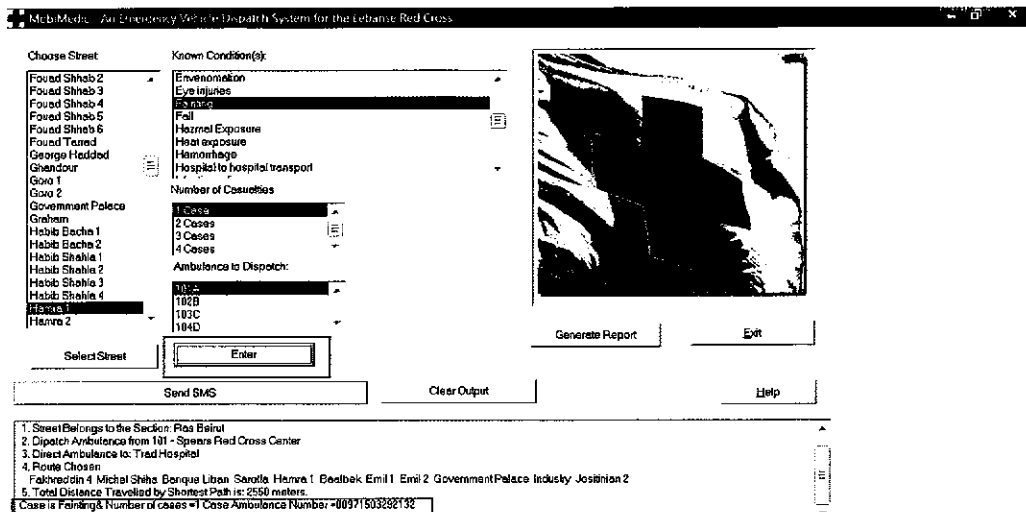 MobiMedic - An Emergency Vehicle Dispatch System for the Lebanse Red Cross
Choose Street
Fouad Shhab 2
Fouad Shhab 3
Fouad Shhab 4
Fouad Shhab 5
Fouad Shhab 6
Fouad Tarrad
George Haddad
Ghandour
Goro 1
Goro 2
Government Palace
Graham
Habib Bacha 1
Habib Bacha 2
Habib Shahla 1
Habib Shahla 2
Habib Shahla 3
Habib Shahla 4
Hamra 1
Hamra 2
Select Street
Known Condition(s):
Envenomation
Eye injuries
Fainting
Fall
Hazmat Exposure
Heat exposure
Hemorrhage
Hospital to hospital transport
Number of Casualties
1 Case
2 Cases
3 Cases
4 Cases
Ambulance to Dispatch:
101A
102B
103C
104D
Enter
Generate Report
Exit
Send SMS
Clear Output
Help
1. Street Belongs to the Section: Ras Beirut
2. Dipatch Ambulance from 101 - Spears Red Cross Center
3. Direct Ambulance to: Trad Hospital
4. Route Chosen
Fakhreddin 4 Michel Shiha Banque Liban Sarolla Hamra 1 Baalbek Emil 1 Emil 2 Government Palace Industry Jositinian 2
5. Total Distance Travelled by Shortest Path is: 2550 meters.
Case is Fainting& Number of cases =1 Case Ambulance Number =00971503292132